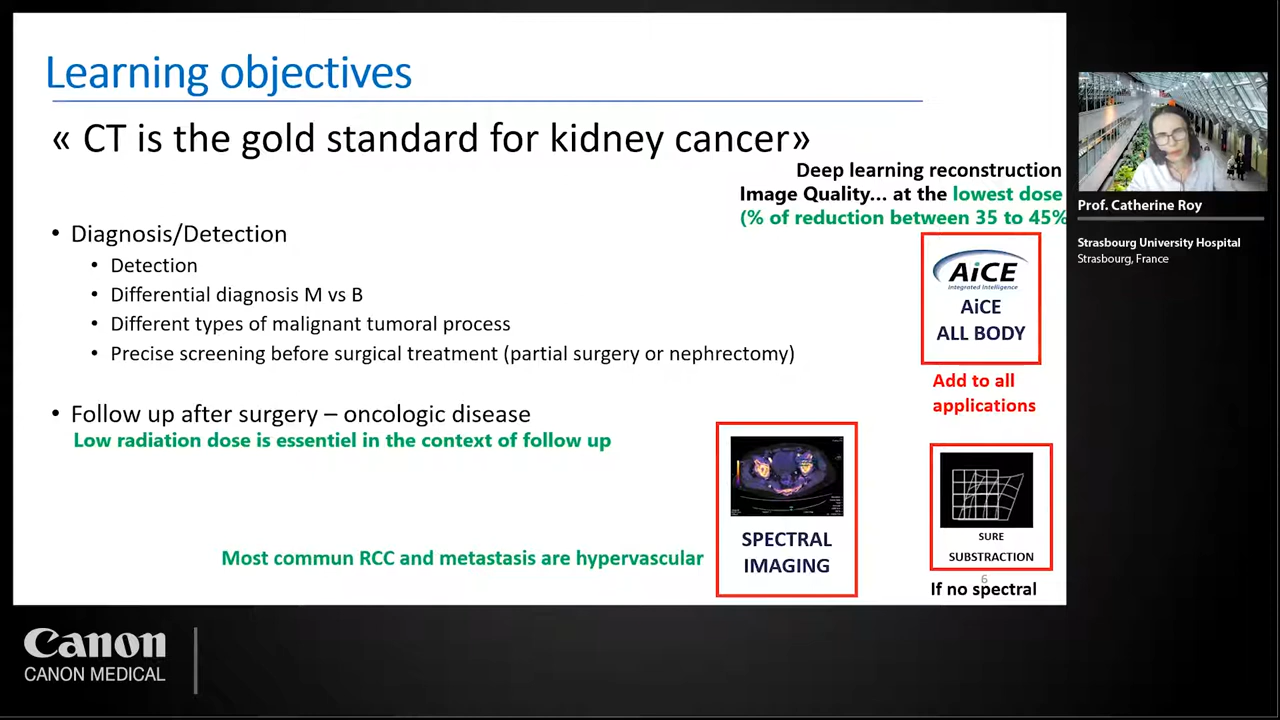 Learning objectives
« CT is the gold standard for kidney cancer»
Deep learning reconstruction
Image Quality... at the lowest dose
(% of reduction between 35 to 45%
• Diagnosis/Detection
• Detection
• Differential diagnosis M vs B
• Different types of malignant tumoral process
• Precise screening before surgical treatment (partial surgery or nephrectomy)
AiCE
Integrated Intelligence
AiCE
ALL BODY
Add to all
applications
• Follow up after surgery – oncologic disease
Low radiation dose is essentiel in the context of follow up
Most commun RCC and metastasis are hypervascular
SPECTRAL
IMAGING
SURE
SUBSTRACTION
6
If no spectral
Prof. Catherine Roy
Strasbourg University Hospital
Strasbourg, France
Canon
CANON MEDICAL